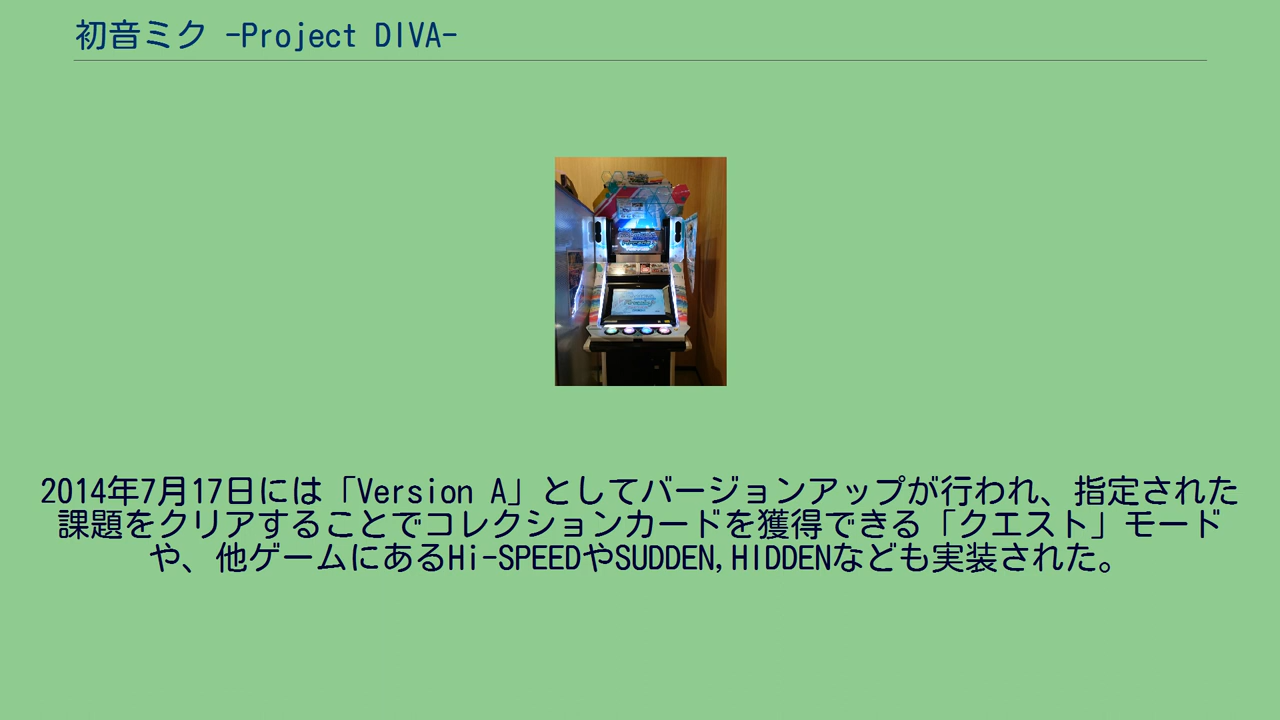 初音ミク -Project DIVA-
2014年7月17日には「Version A」としてバージョンアップが行われ、指定された
課題をクリアすることでコレクションカードを獲得できる「クエスト」モード
や、他ゲームにあるHi-SPEEDやSUDDEN,HIDDENなども実装された。